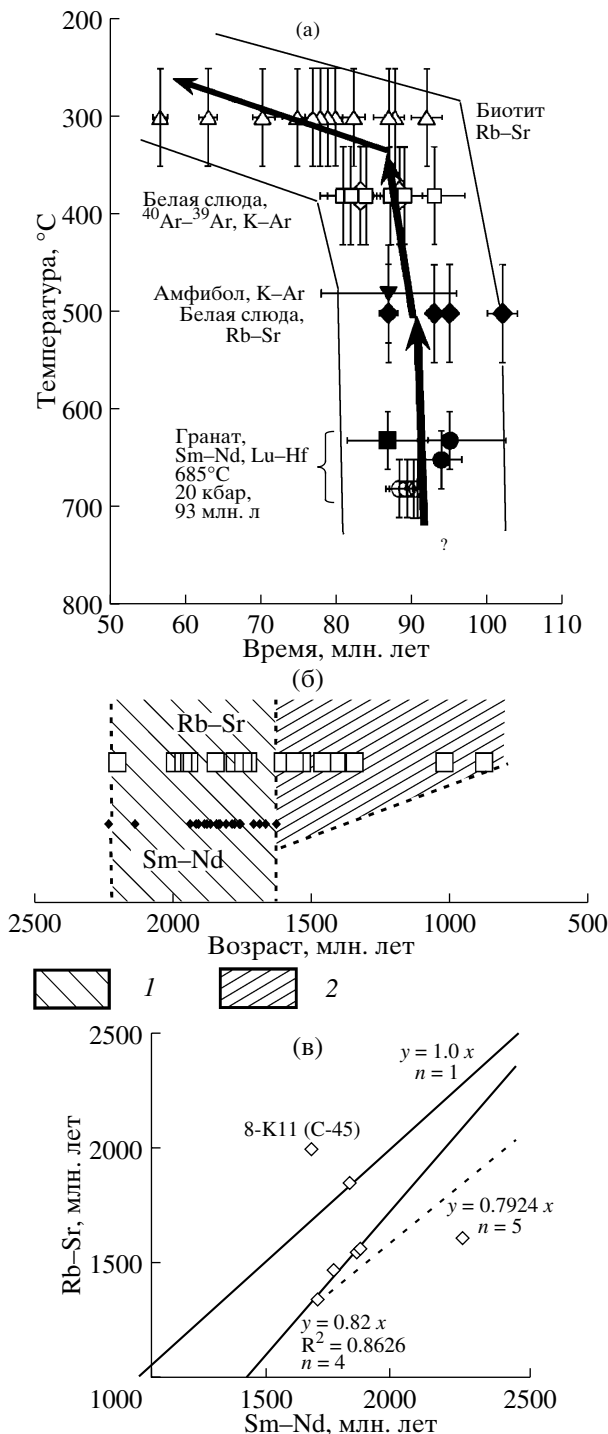 (а)
200
300
400
500
600
700
800
Температура, °C
Биотит
Rb–Sr
Белая слюда,
⁴⁰Ar–³⁹Ar, K–Ar
Амфибол, K–Ar
Белая слюда,
Rb–Sr
Гранат,
Sm–Nd, Lu–Hf
685°C
20 кбар,
93 млн. л
?
50 60 70 80 90 100 110
Время, млн. лет
(б)
Rb–Sr
Sm–Nd
2500 2000 1500 1000 500
Возраст, млн. лет
1 2
(в)
2500
2000
1500
1000 1500 2000 2500
Rb–Sr, млн. лет
y = 1.0 x
n = 1
8-K11 (C-45)
y = 0.7924 x
n = 5
y = 0.82 x
R² = 0.8626
n = 4
Sm–Nd, млн. лет